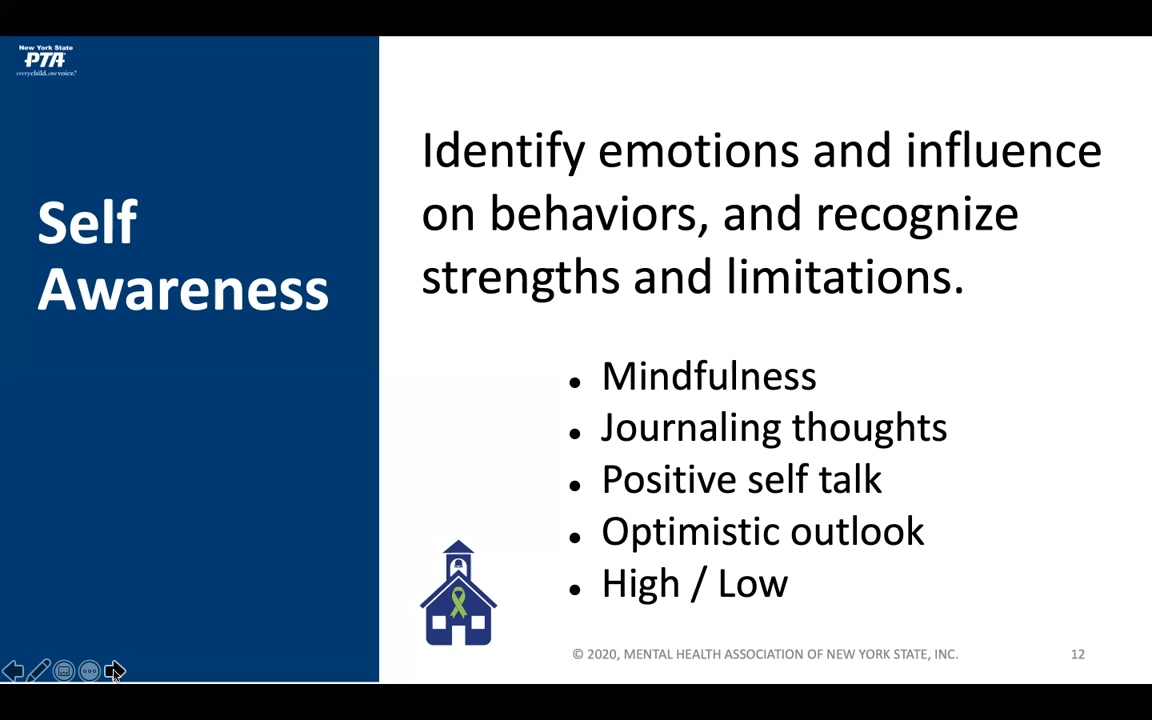 New York State
PTA
everychild.onevoice.
Self
Awareness
Identify emotions and influence
on behaviors, and recognize
strengths and limitations.
Mindfulness
Journaling thoughts
Positive self talk
Optimistic outlook
High / Low
© 2020, MENTAL HEALTH ASSOCIATION OF NEW YORK STATE, INC.
12